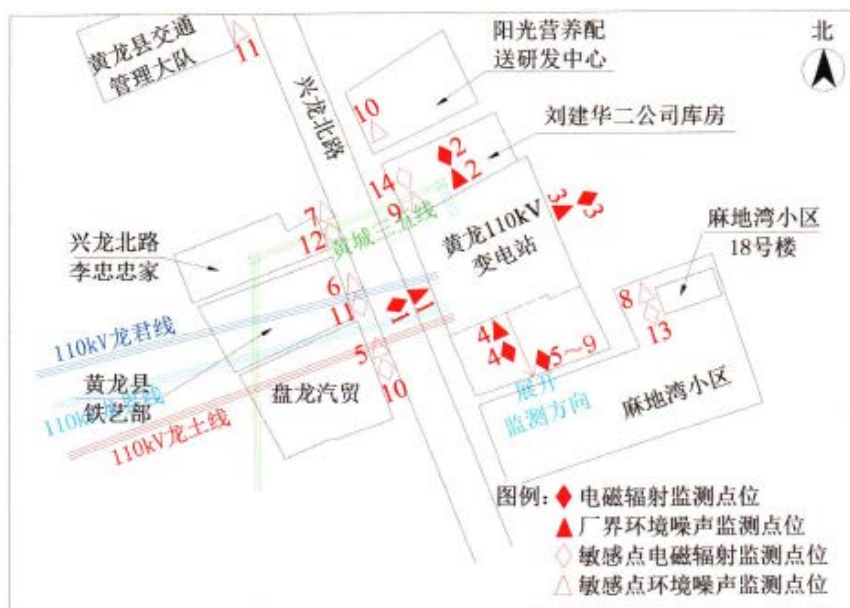 黄龙县交通
管理大队
11
阳光营养配
送研发中心
北
兴龙北路
10
刘建华二公司库房
2
2
14
9
3
3
7
12
黄龙110kV
变电站
麻地湾小区
18号楼
兴龙北路
李忠忠家
6
11
1
1
8
13
110kV龙君线
4
4
5～9
5
10
黄龙县
铁艺部
盘龙汽贸
展开
监测方向
麻地湾小区
110kV龙土线
图例：
电磁辐射监测点位
厂界环境噪声监测点位
敏感点电磁辐射监测点位
敏感点环境噪声监测点位